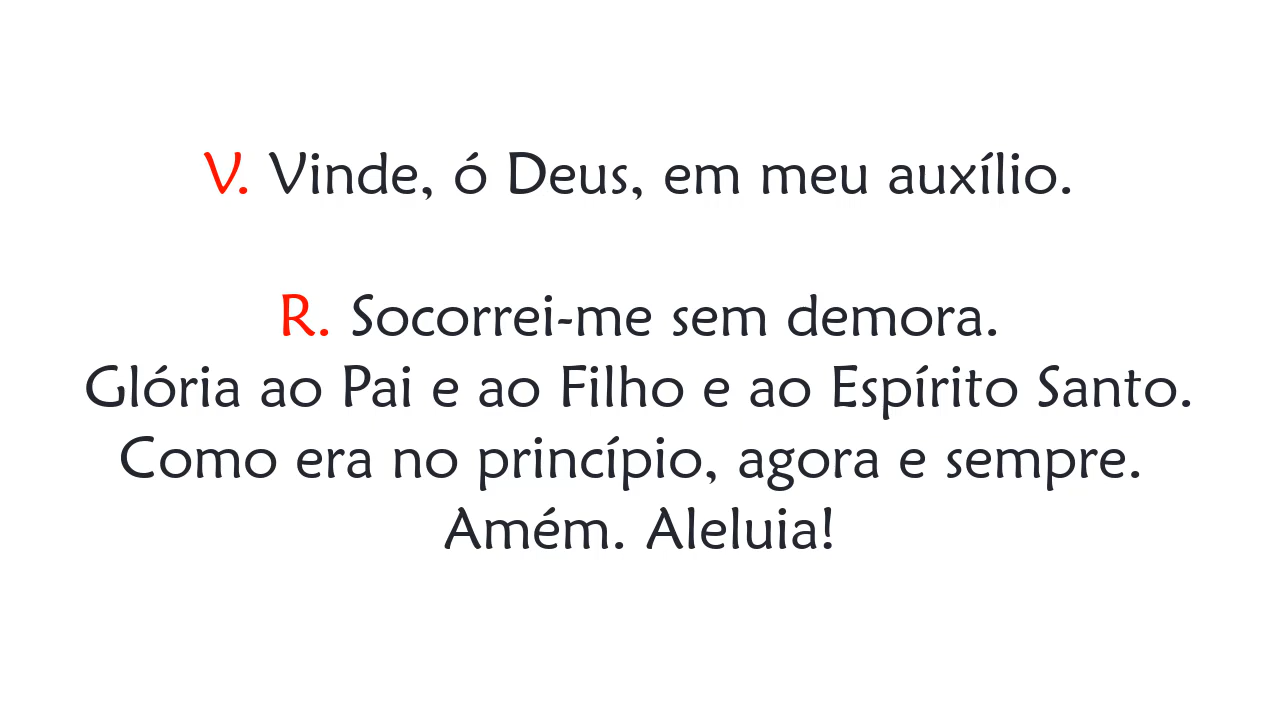 V. Vinde, ó Deus, em meu auxílio.
R. Socorrei-me sem demora.
Glória ao Pai e ao Filho e ao Espírito Santo.
Como era no princípio, agora e sempre.
Amém. Aleluia!